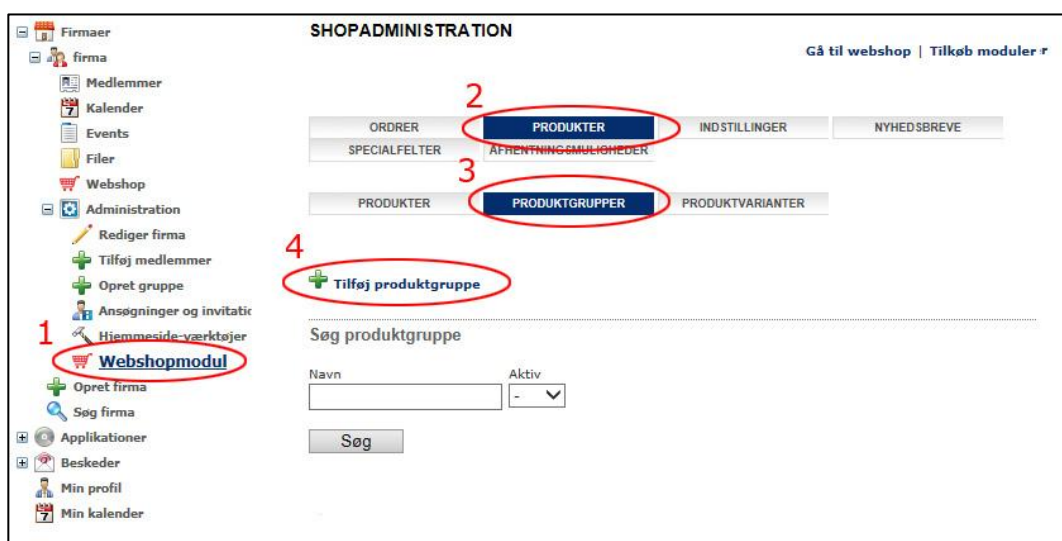 Firmaer
firma
Medlemmer
Kalender
Events
Filer
Webshop
Administration
Rediger firma
Tilføj medlemmer
Opret gruppe
Ansøgninger og invitatio
Hjemmeside-værktøjer
1
Webshopmodul
Opret firma
Søg firma
Applikationer
Beskeder
Min profil
Min kalender
SHOPADMINISTRATION
Gå til webshop | Tilkøb moduler
2
ORDRER PRODUKTER INDSTILLINGER NYHEDSBREVE
SPECIALFELTER AFHENTNINGSMULIGHEDER
3
PRODUKTER PRODUKTGRUPPER PRODUKTVARIANTER
4
Tilføj produktgruppe
Søg produktgruppe
Navn Aktiv
-
Søg